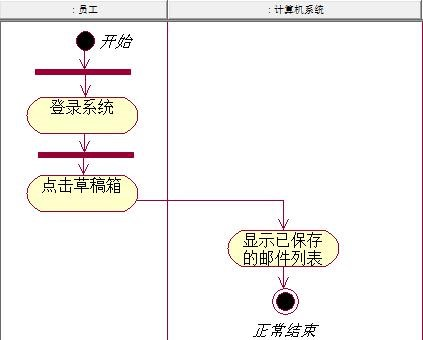 : 员工
: 计算机系统
开始
登录系统
点击草稿箱
显示已保存
的邮件列表
正常结束